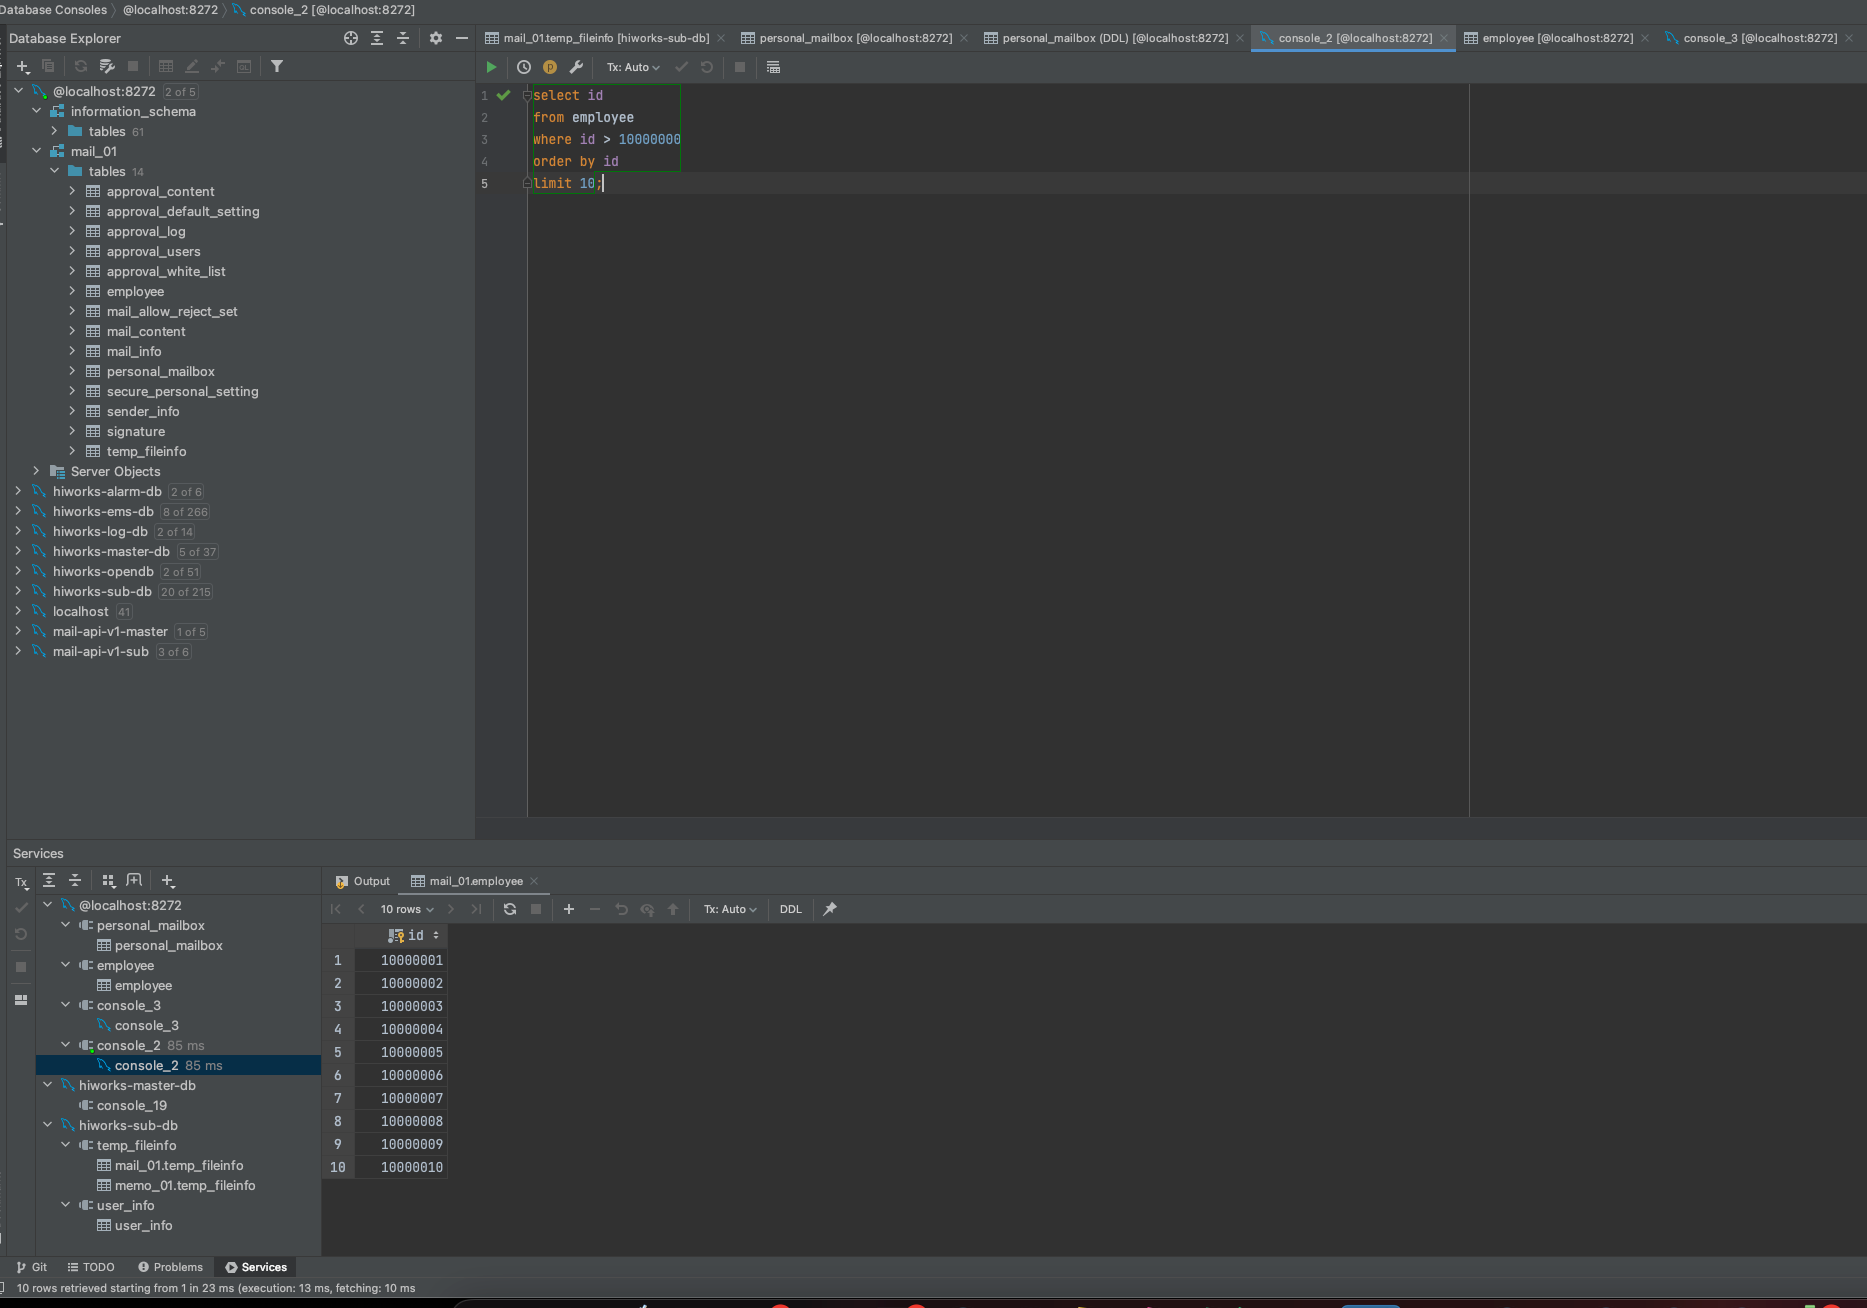 Database Consoles @localhost:8272 console_2 [@localhost:8272]
Database Explorer
mail_01.temp_fileinfo [hiworks-sub-db]
personal_mailbox [@localhost:8272]
personal_mailbox (DDL) [@localhost:8272]
console_2 [@localhost:8272]
employee [@localhost:8272]
console_3 [@localhost:8272]
Tx: Auto
@localhost:8272 2 of 5
information_schema
tables 61
mail_01
tables 14
approval_content
approval_default_setting
approval_log
approval_users
approval_white_list
employee
mail_allow_reject_set
mail_content
mail_info
personal_mailbox
secure_personal_setting
sender_info
signature
temp_fileinfo
Server Objects
hiworks-alarm-db 2 of 6
hiworks-ems-db 8 of 266
hiworks-log-db 2 of 14
hiworks-master-db 5 of 37
hiworks-opendb 2 of 51
hiworks-sub-db 20 of 215
localhost 41
mail-api-v1-master 1 of 5
mail-api-v1-sub 3 of 6
1 select id
2 from employee
3 where id > 10000000
4 order by id
5 limit 10;
Services
Tx
@localhost:8272
personal_mailbox
personal_mailbox
employee
employee
console_3
console_3
console_2 85 ms
console_2 85 ms
hiworks-master-db
console_19
hiworks-sub-db
temp_fileinfo
mail_01.temp_fileinfo
memo_01.temp_fileinfo
user_info
user_info
Output mail_01.employee
10 rows Tx: Auto DDL
id
1 10000001
2 10000002
3 10000003
4 10000004
5 10000005
6 10000006
7 10000007
8 10000008
9 10000009
10 10000010
Git TODO Problems Services
10 rows retrieved starting from 1 in 23 ms (execution: 13 ms, fetching: 10 ms